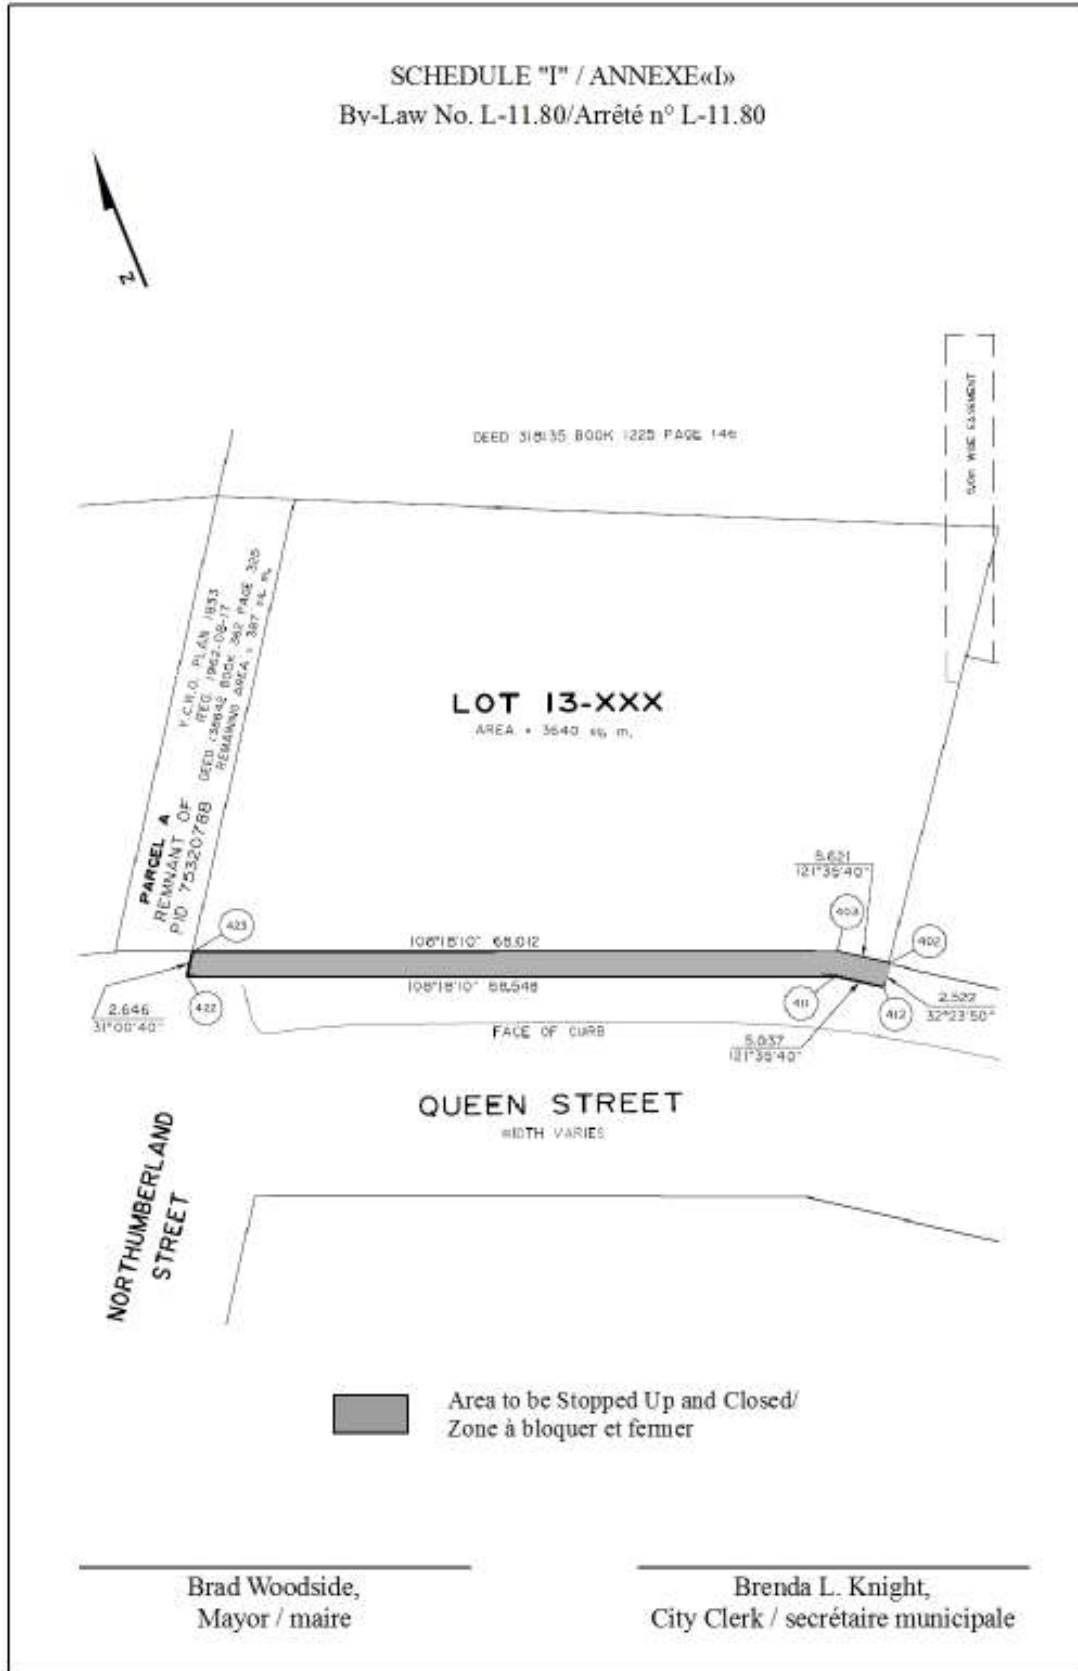 SCHEDULE "I" / ANNEXE«I»
By-Law No. L-11.80/Arrêté n° L-11.80
N
DEED 318135 BOOK 1225 PAGE 146
WIDE EASEMENT
Y.C.R.O. PLAN 1833
REG. 1962-08-17
DEED 138642 BOOK 362 PAGE 325
REMAINING AREA = 387 sq. m.
PARCEL A
REMNANT OF
PID 75320788
LOT 13-XXX
AREA = 3640 sq. m.
5.621
121°35'40"
403
423
402
108°18'10" 68.012
108°18'10" 68.548
422
411
412
2.646
31°00'40"
2.522
32°23'50"
FACE OF CURB
5.037
121°35'40"
QUEEN STREET
WIDTH VARIES
NORTHUMBERLAND
STREET
Area to be Stopped Up and Closed/
Zone à bloquer et fermer
Brad Woodside,
Mayor / maire
Brenda L. Knight,
City Clerk / secrétaire municipale